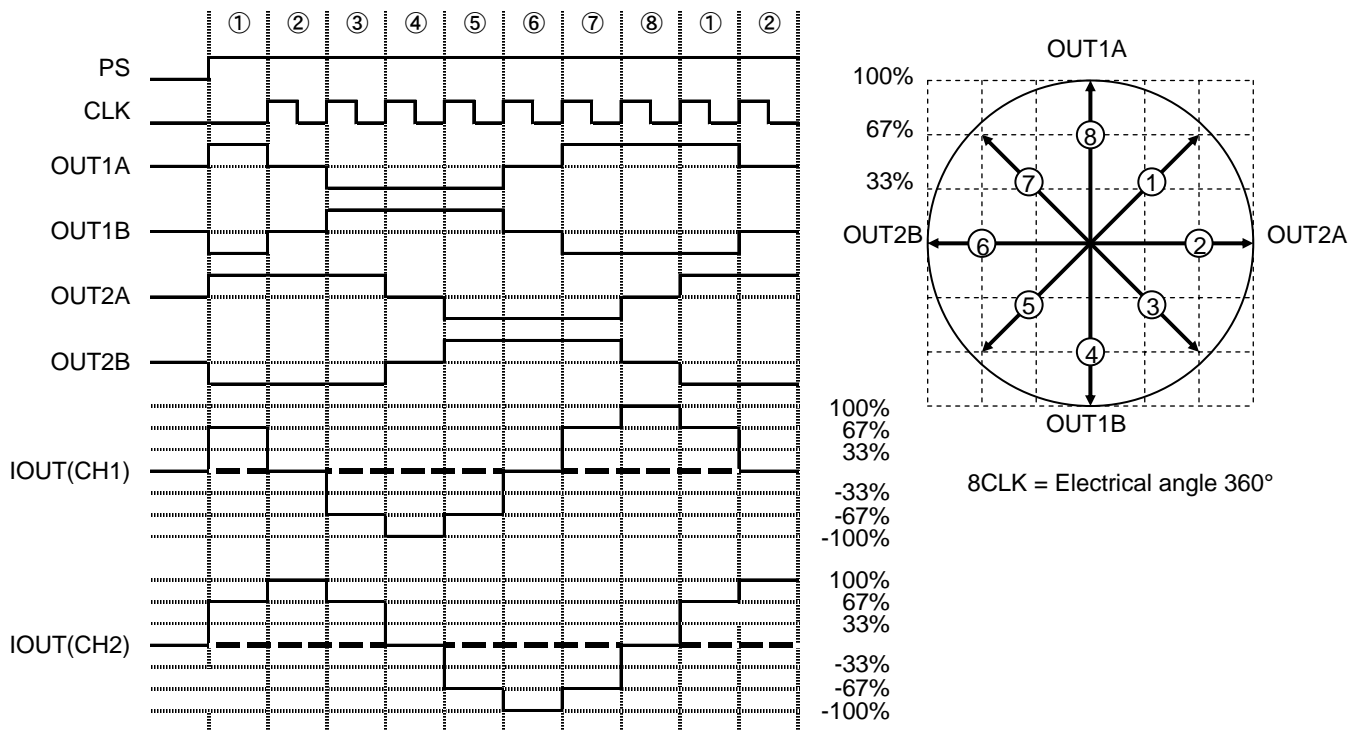 ① ② ③ ④ ⑤ ⑥ ⑦ ⑧ ① ②
PS
CLK
OUT1A
OUT1B
OUT2A
OUT2B
IOUT(CH1)
100%
67%
33%
-33%
-67%
-100%
IOUT(CH2)
100%
67%
33%
-33%
-67%
-100%
OUT1A
100%
67%
33%
OUT2B
OUT2A
OUT1B
8
7
1
6
2
5
3
4
8CLK = Electrical angle 360°